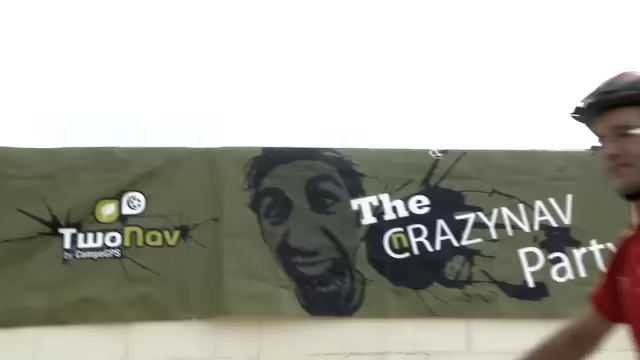 TwoNav
by CompeGPS
The
CRAZYNAV
Party